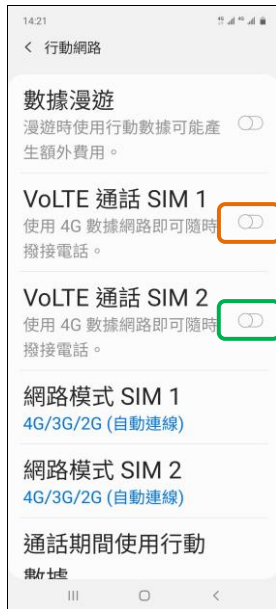 14:21
行動網路
數據漫遊
漫遊時使用行動數據可能產
生額外費用。
VoLTE 通話 SIM 1
使用 4G 數據網路即可隨時
撥接電話。
VoLTE 通話 SIM 2
使用 4G 數據網路即可隨時
撥接電話。
網路模式 SIM 1
4G/3G/2G (自動連線)
網路模式 SIM 2
4G/3G/2G (自動連線)
通話期間使用行動
數據